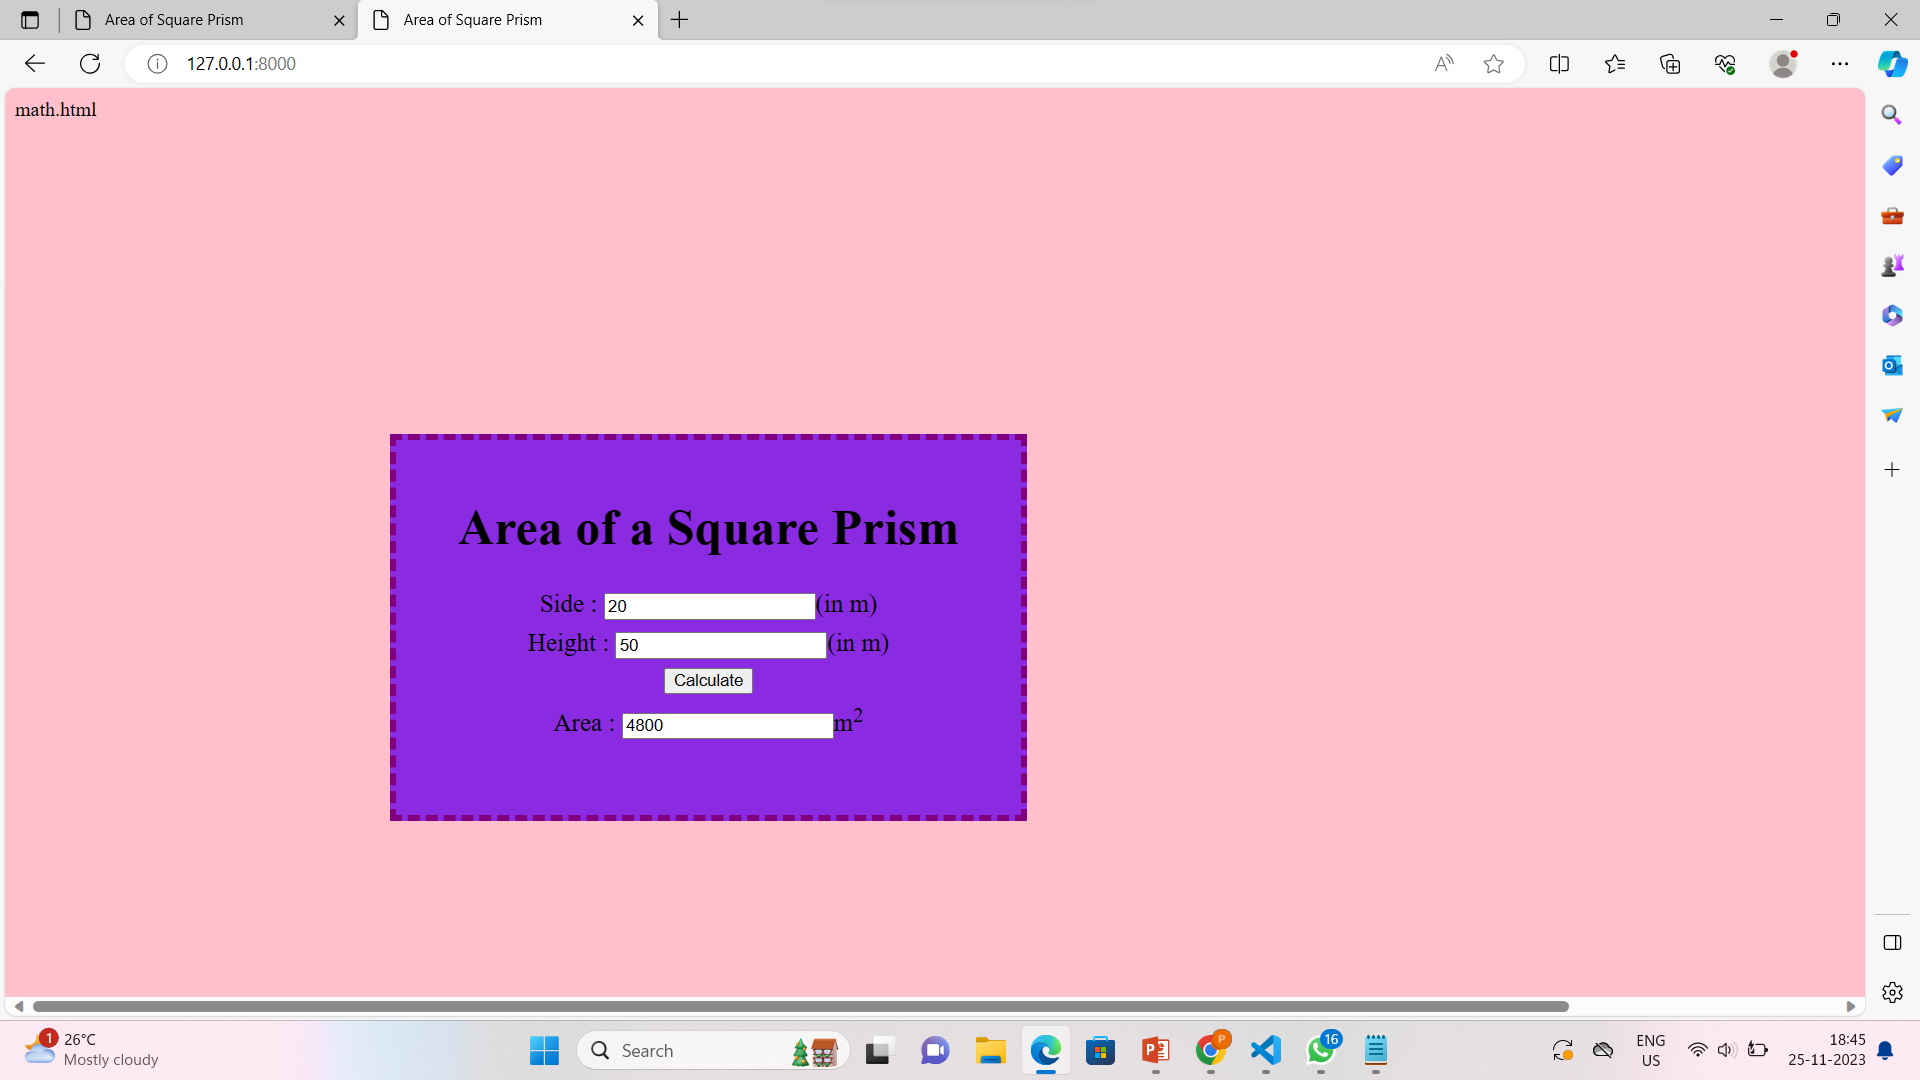 Area of Square Prism
Area of Square Prism
127.0.0.1:8000
math.html
Area of a Square Prism
Side : 20 (in m)
Height : 50 (in m)
Calculate
Area : 4800 m²
1
26°C
Mostly cloudy
Search
P
16
ENG
US
18:45
25-11-2023